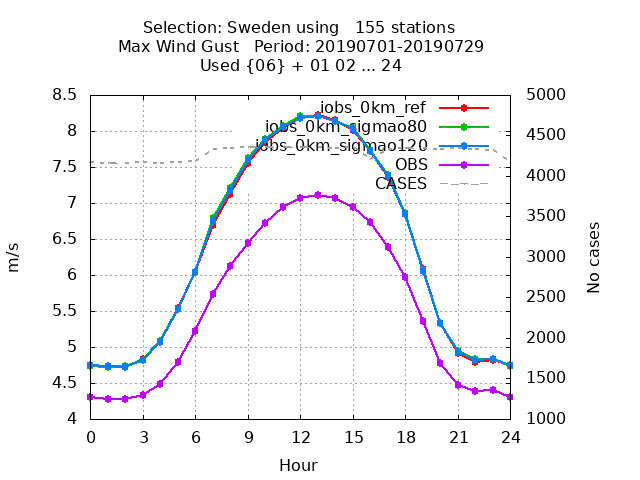 Selection: Sweden using   155 stations
Max Wind Gust   Period: 20190701-20190729
Used {06} + 01 02 ... 24
8.5
8
7.5
7
6.5
6
5.5
5
4.5
4
m/s
5000
4500
4000
3500
3000
2500
2000
1500
1000
No cases
iobs_0km_ref
iobs_0km_sigmao80
iobs_0km_sigmao120
OBS
CASES
0 3 6 9 12 15 18 21 24
Hour